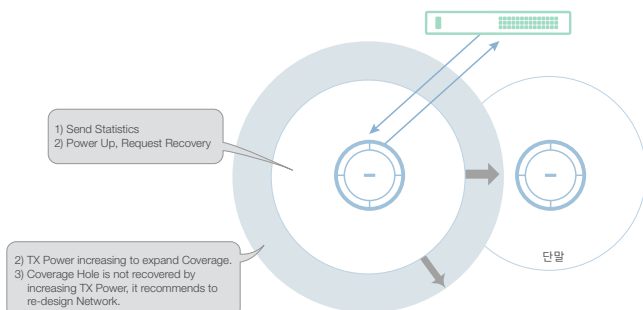 1) Send Statistics
2) Power Up, Request Recovery
2) TX Power increasing to expand Coverage.
3) Coverage Hole is not recovered by
increasing TX Power, it recommends to
re-design Network.
단말